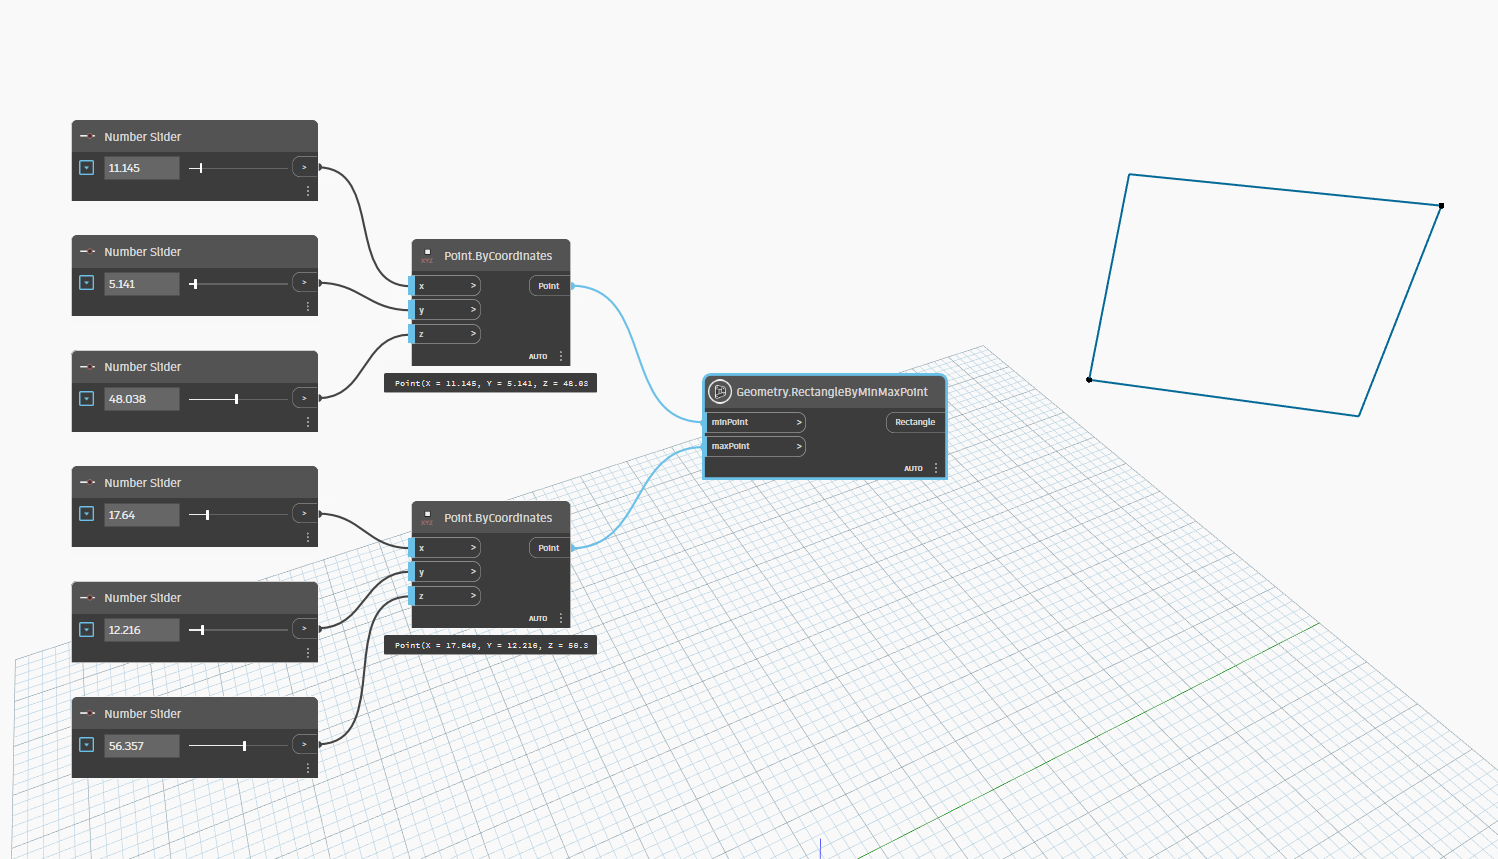 Number Slider
11.145
>
Number Slider
5.141
>
Number Slider
48.038
>
Number Slider
17.64
>
Number Slider
12.216
>
Number Slider
56.357
>
XYZ Point.ByCoordinates
x > Point
y >
z >
AUTO
Point(X = 11.145, Y = 5.141, Z = 48.03
XYZ Point.ByCoordinates
x > Point
y >
z >
AUTO
Point(X = 17.640, Y = 12.216, Z = 56.3
Geometry.RectangleByMinMaxPoint
minPoint > Rectangle
maxPoint >
AUTO